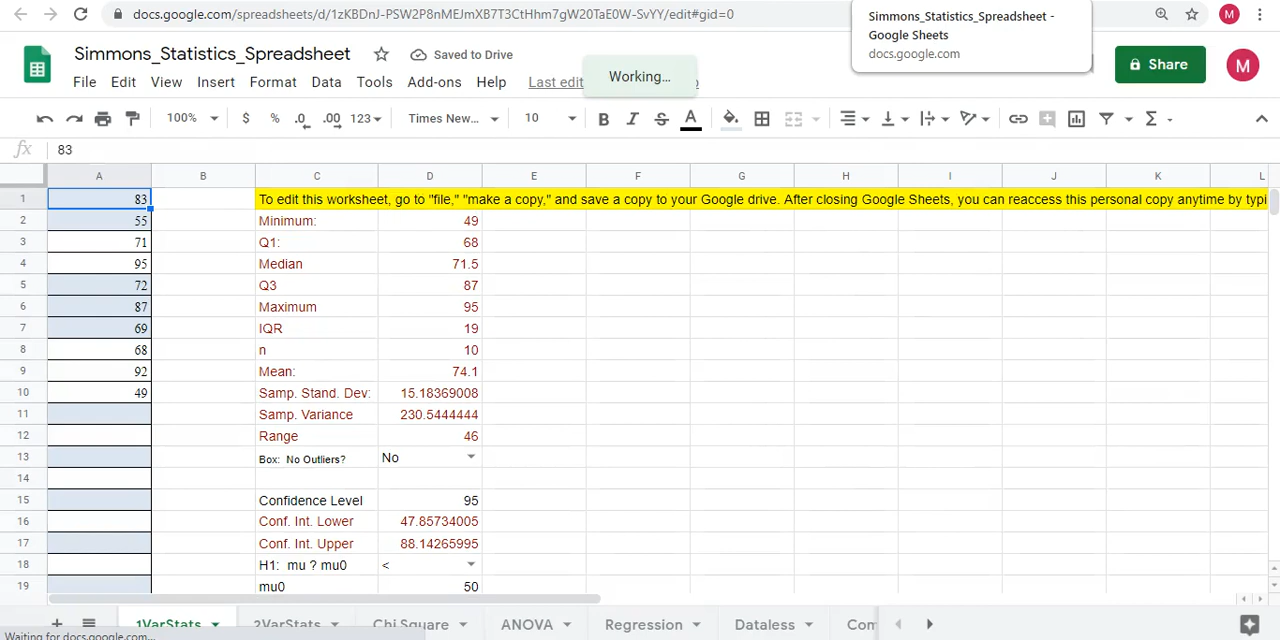 docs.google.com/spreadsheets/d/1zKBDnJ-PSW2P8nMEJmXB7T3CtHhm7gW20TaE0W-SvYY/edit#gid=0
Simmons_Statistics_Spreadsheet -
Google Sheets
docs.google.com
M
Simmons_Statistics_Spreadsheet
Saved to Drive
Working...
Share
M
File Edit View Insert Format Data Tools Add-ons Help Last edit
100% $ % .0 .00 123 Times New... 10 B I S A Σ
fx 83
A B C D E F G H I J K L
1 83 To edit this worksheet, go to "file," "make a copy," and save a copy to your Google drive. After closing Google Sheets, you can reaccess this personal copy anytime by typi
2 55 Minimum: 49
3 71 Q1: 68
4 95 Median 71.5
5 72 Q3 87
6 87 Maximum 95
7 69 IQR 19
8 68 n 10
9 92 Mean: 74.1
10 49 Samp. Stand. Dev: 15.18369008
11 Samp. Variance 230.5444444
12 Range 46
13 Box: No Outliers? No
14
15 Confidence Level 95
16 Conf. Int. Lower 47.85734005
17 Conf. Int. Upper 88.14265995
18 H1: mu ? mu0 <
19 mu0 50
1VarStats 2VarStats Chi Square ANOVA Regression Dataless Com
Waiting for docs.google.com...